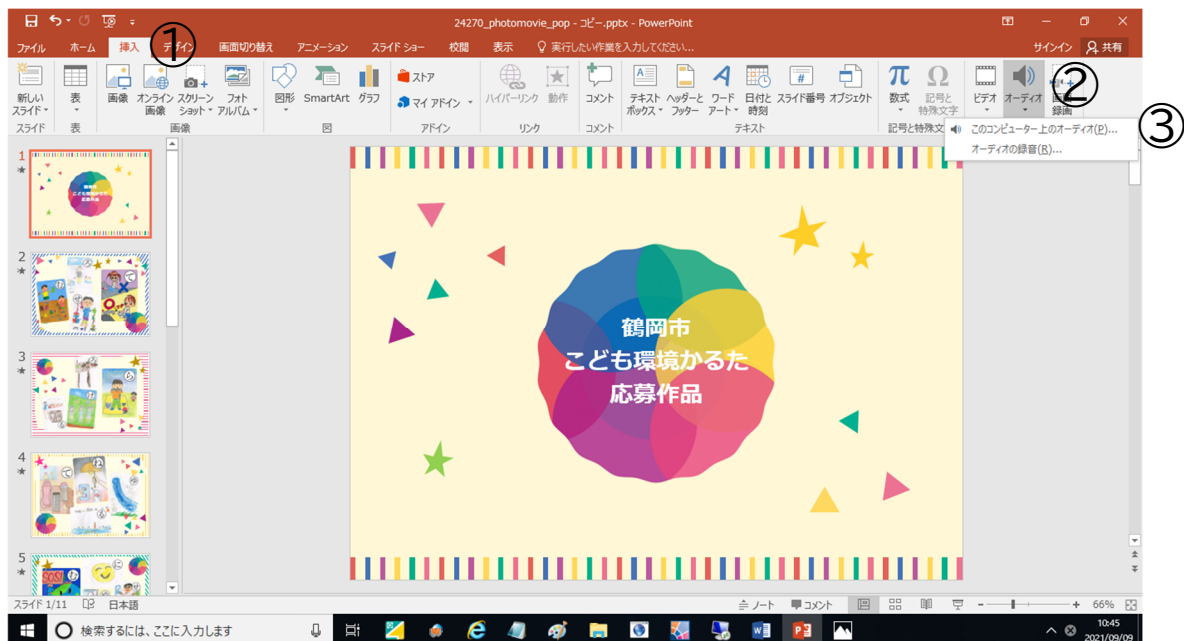 24270_photomovie_pop - コピー.pptx - PowerPoint
ファイル ホーム 挿入 ① デザイン 画面切り替え アニメーション スライド ショー 校閲 表示 実行したい作業を入力してください... サインイン 共有
新しい スライド
表
画像
オンライン 画像
スクリーン ショット
フォト アルバム
図形
SmartArt
グラフ
ストア
マイ アドイン
ハイパーリンク
動作
コメント
テキスト ボックス
ヘッダーと フッター
ワード アート
日付と 時刻
#
スライド番号
オブジェクト
π
数式
Ω
記号と 特殊文字
ビデオ
オーディオ
②
録画
スライド 表 画像 図 アドイン リンク コメント テキスト 記号と特殊文
このコンピューター上のオーディオ(P)...
③
オーディオの録音(R)...
1
2
3
4
5
SOS!
鶴岡市
こども環境かるた
応募作品
スライド 1/11 日本語 ノート コメント 66%
検索するには、ここに入力します
10:45
2021/09/09